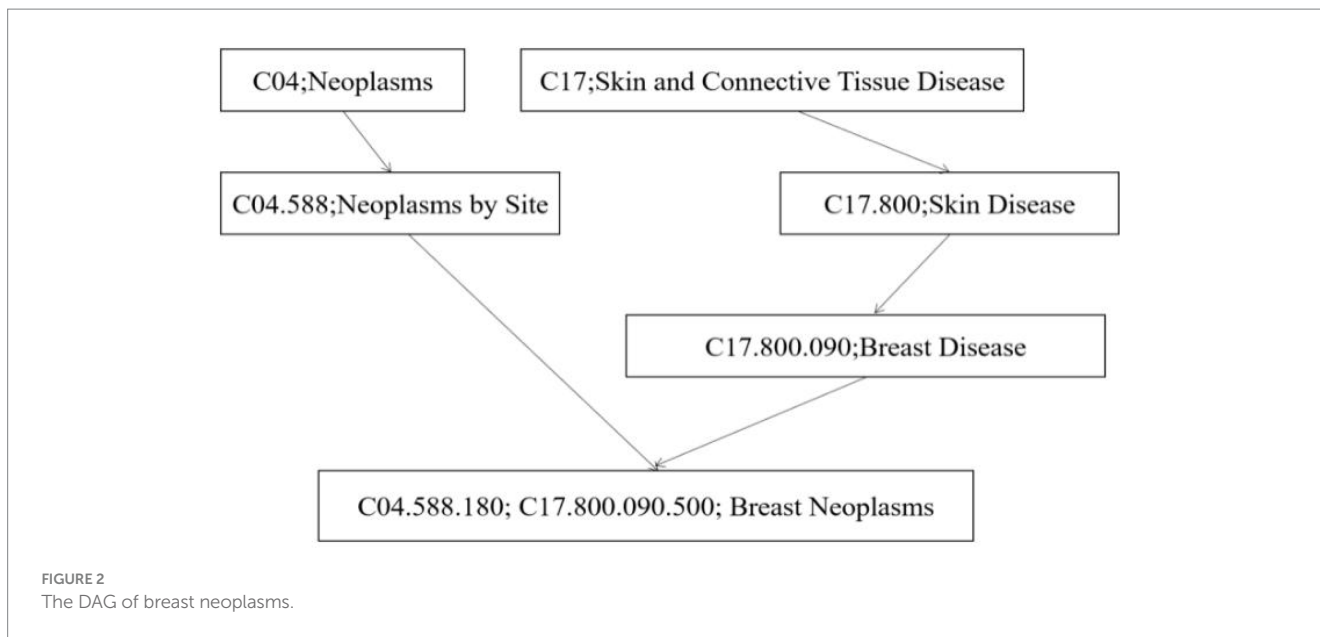 C04;Neoplasms
C17;Skin and Connective Tissue Disease
C04.588;Neoplasms by Site
C17.800;Skin Disease
C17.800.090;Breast Disease
C04.588.180; C17.800.090.500; Breast Neoplasms
FIGURE 2
The DAG of breast neoplasms.